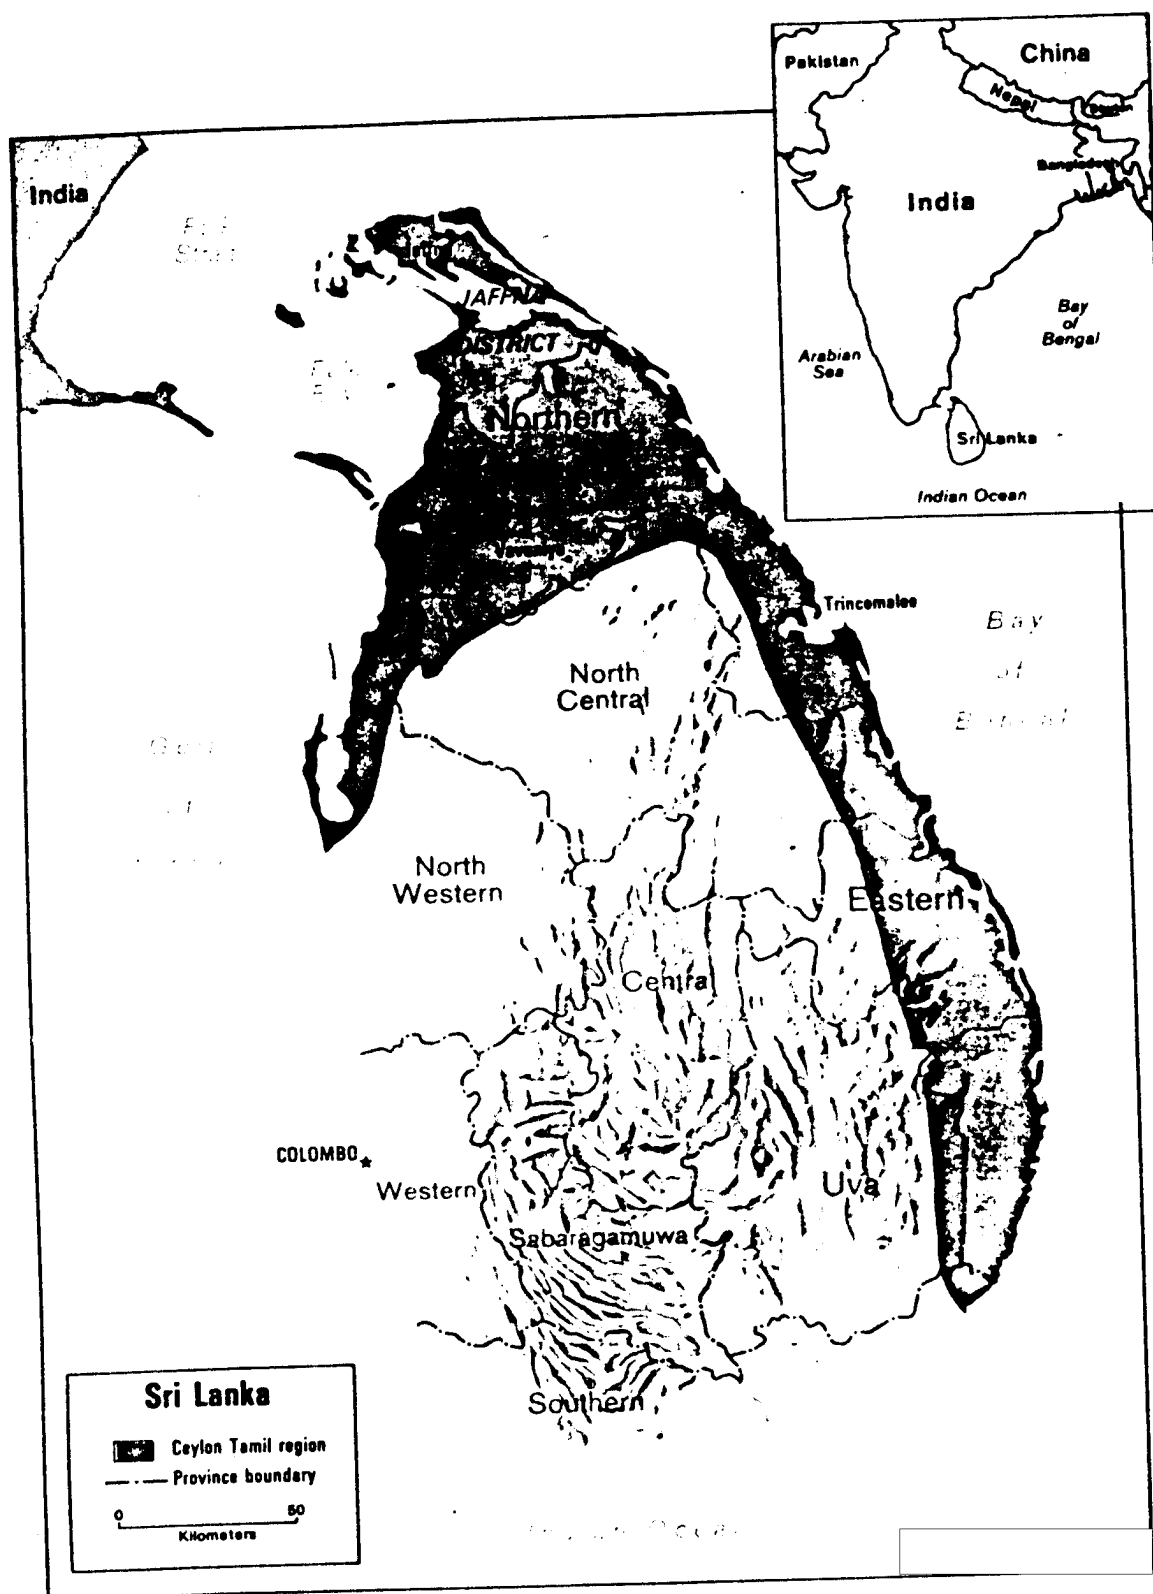 Pakistan
China
Nepal
Bangladesh
India
Bay
of
Bengal
Arabian
Sea
Sri Lanka
Indian Ocean
India
JAFFNA
DISTRICT
Northern
Trincomalee
Bay
of
North
Central
North
Western
Eastern
Central
COLOMBO
Western
Uva
Sabaragamuwa
Southern
Sri Lanka
Ceylon Tamil region
Province boundary
0 50
Kilometers